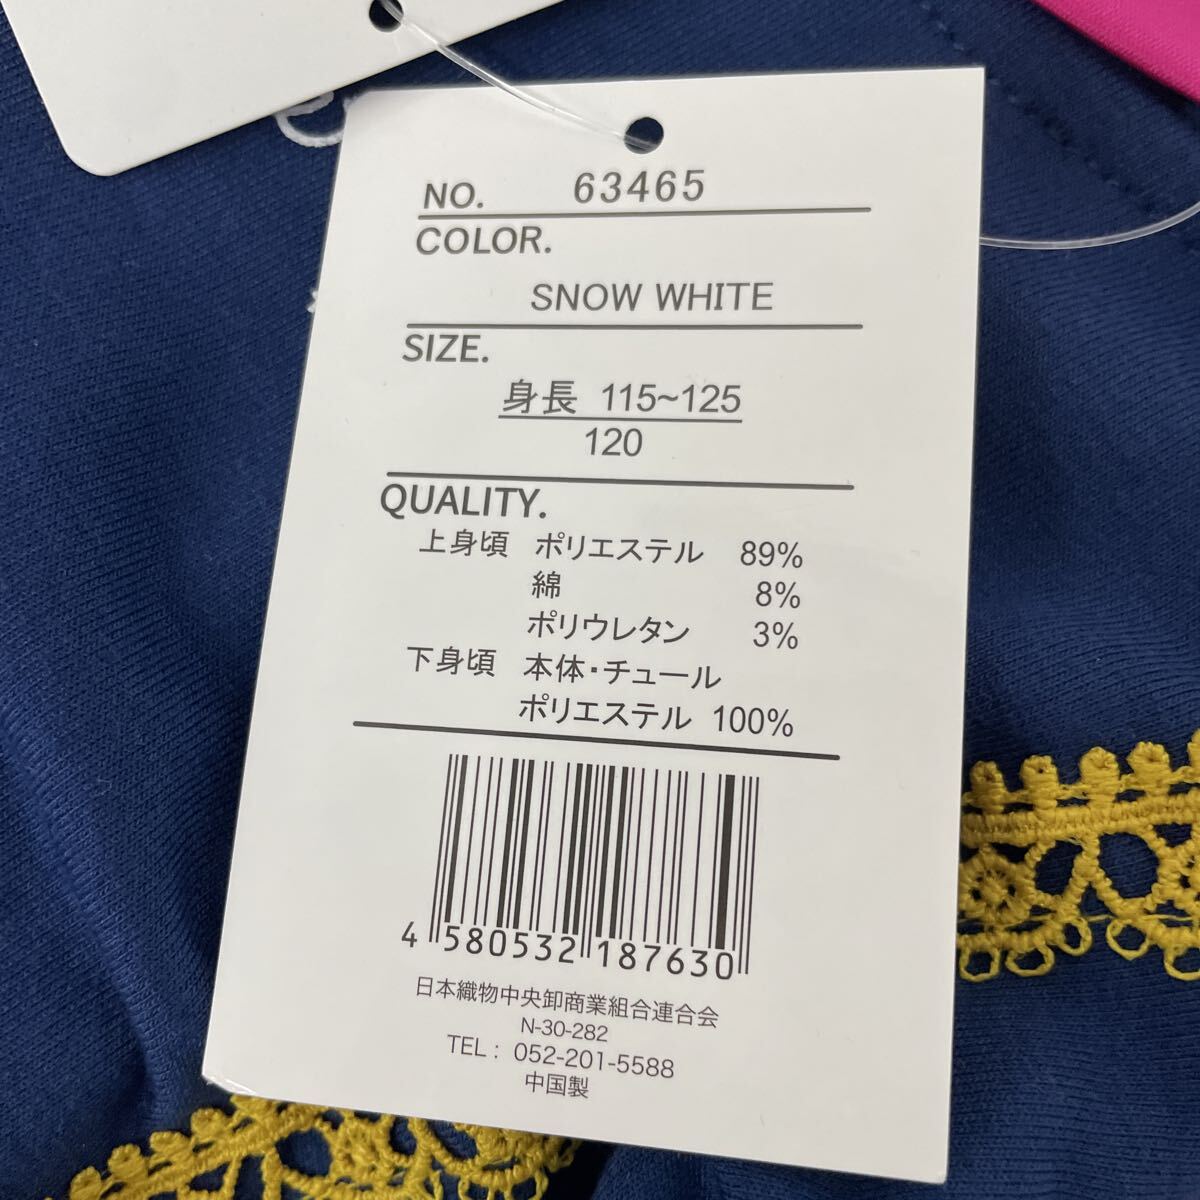 NO. 63465
COLOR.
SNOW WHITE
SIZE.
身長 115~125
120
QUALITY.
上身頃 ポリエステル 89%
綿 8%
ポリウレタン 3%
下身頃 本体・チュール
ポリエステル 100%
4 580532 187630
日本織物中央卸商業組合連合会
N-30-282
TEL : 052-201-5588
中国製